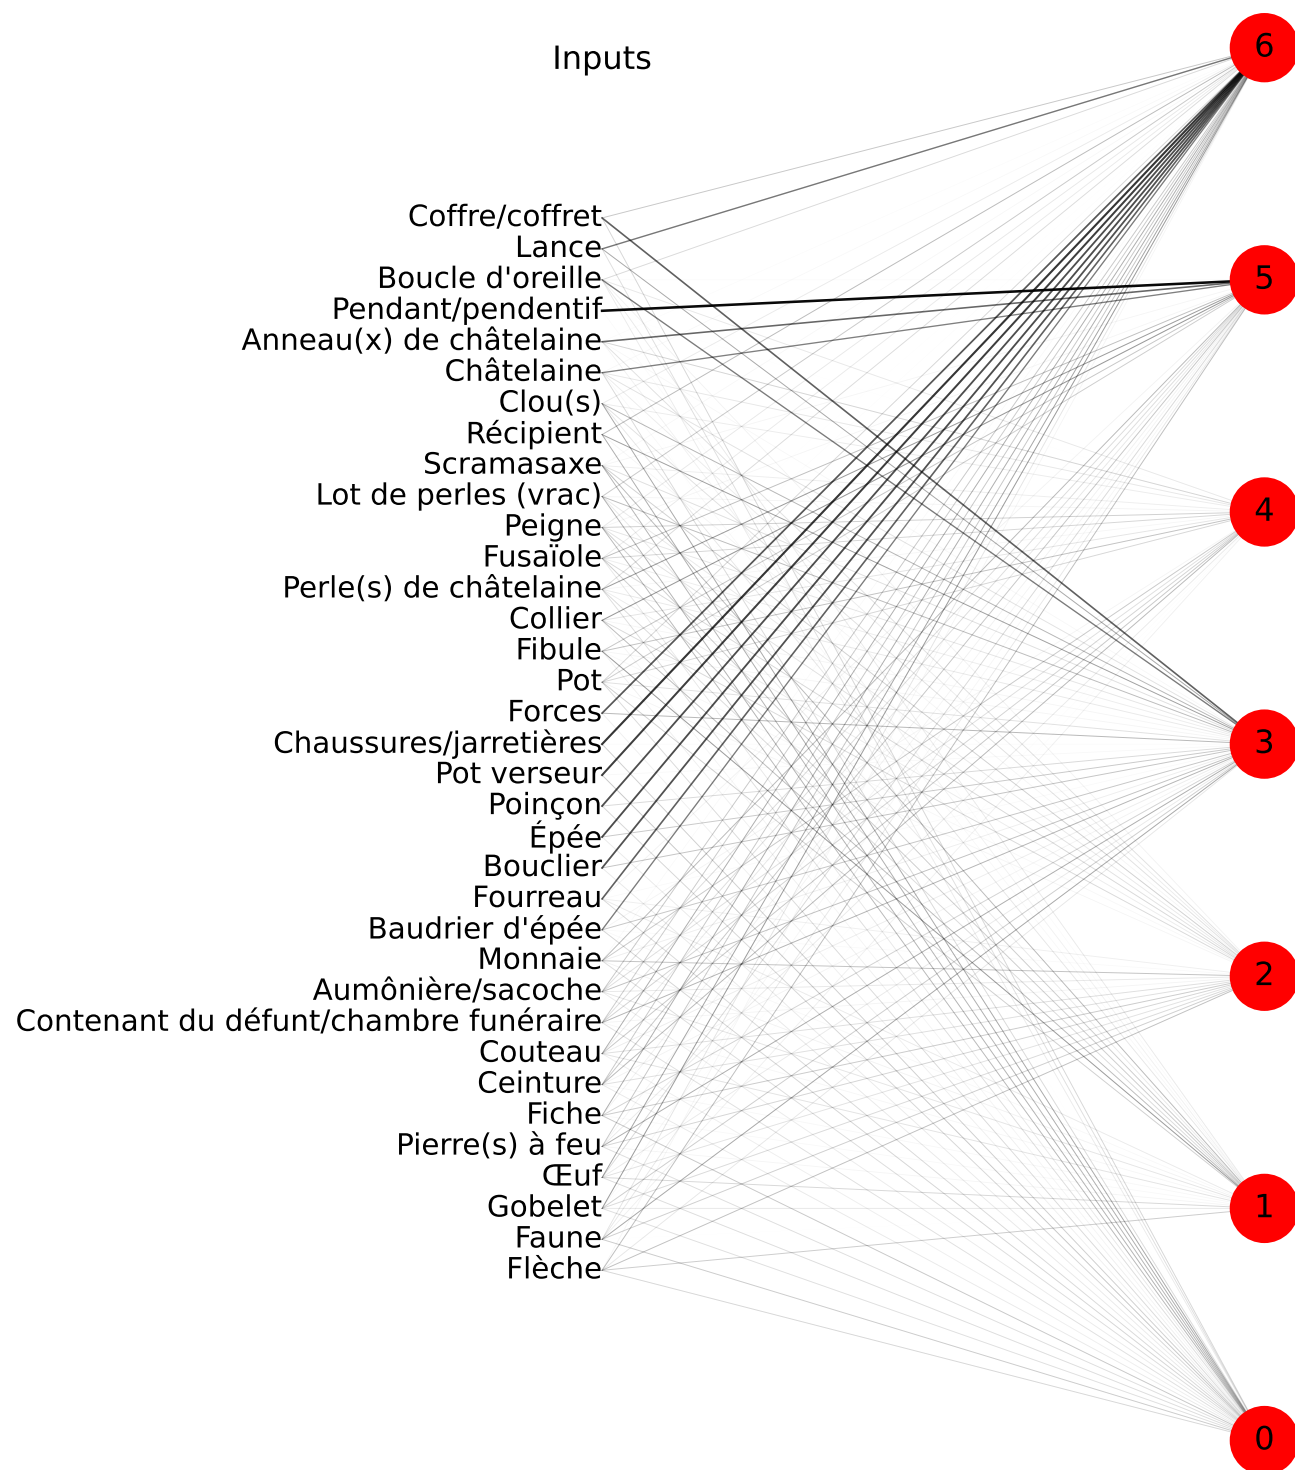 Inputs
6
Coffre/coffret
Lance
Boucle d'oreille
5
Pendant/pendentif
Anneau(x) de châtelaine
Châtelaine
Clou(s)
Récipient
Scramasaxe
Lot de perles (vrac)
4
Peigne
Fusaïole
Perle(s) de châtelaine
Collier
Fibule
Pot
Forces
Chaussures/jarretières
3
Pot verseur
Poinçon
Épée
Bouclier
Fourreau
Baudrier d'épée
Monnaie
2
Aumônière/sacoche
Contenant du défunt/chambre funéraire
Couteau
Ceinture
Fiche
Pierre(s) à feu
Œuf
Gobelet
1
Faune
Flèche
0